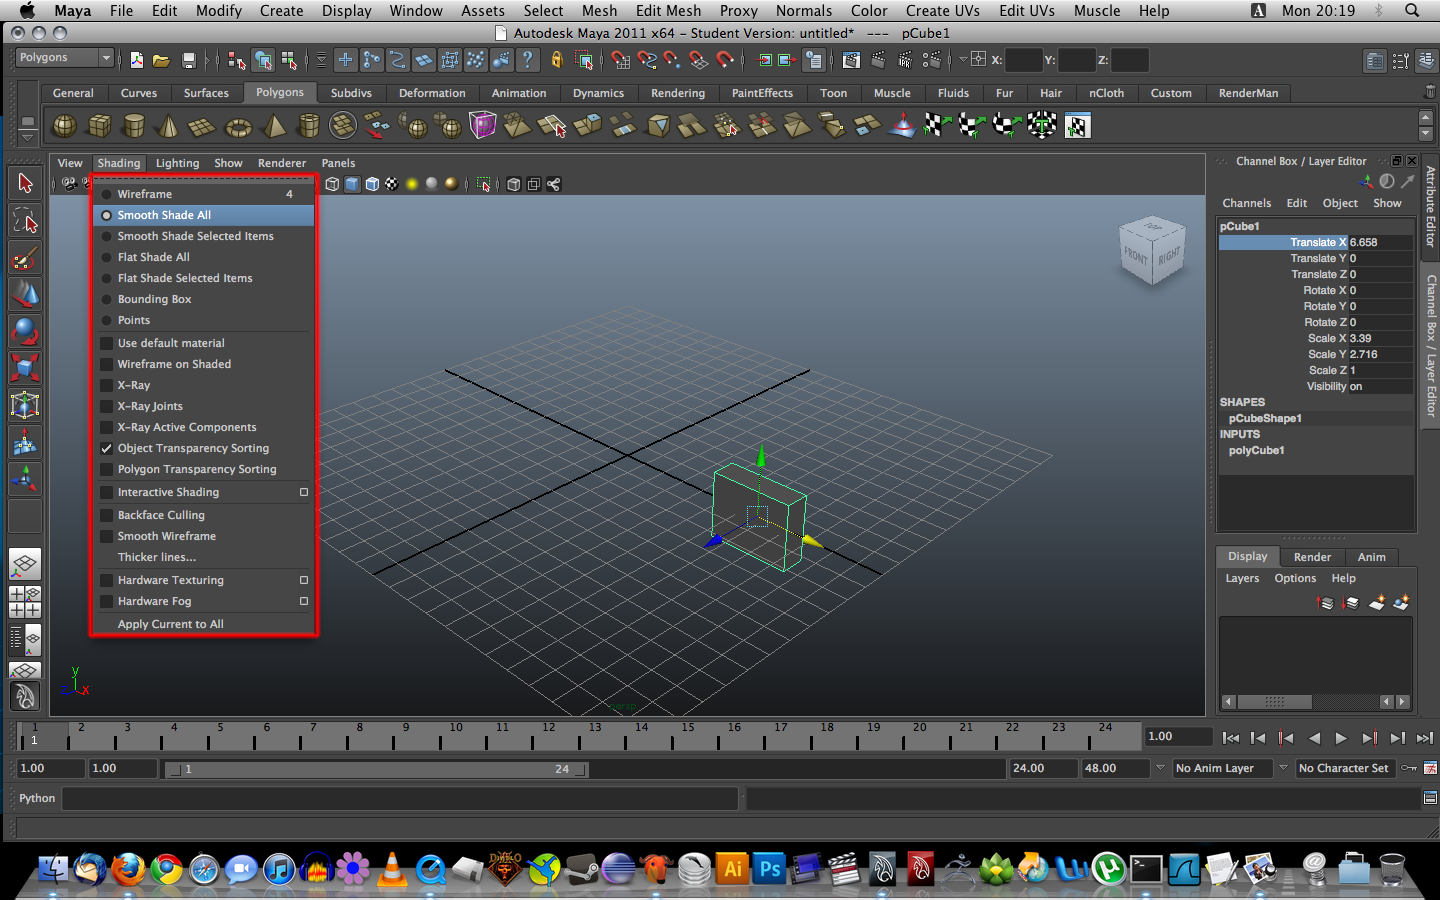 Maya File Edit Modify Create Display Window Assets Select Mesh Edit Mesh Proxy Normals Color Create UVs Edit UVs Muscle Help A Mon 20:19
Autodesk Maya 2011 x64 - Student Version: untitled* --- pCube1
Polygons X: Y: Z:
General Curves Surfaces Polygons Subdivs Deformation Animation Dynamics Rendering PaintEffects Toon Muscle Fluids Fur Hair nCloth Custom RenderMan
View Shading Lighting Show Renderer Panels
Wireframe 4
Smooth Shade All
Smooth Shade Selected Items
Flat Shade All
Flat Shade Selected Items
Bounding Box
Points
Use default material
Wireframe on Shaded
X-Ray
X-Ray Joints
X-Ray Active Components
Object Transparency Sorting
Polygon Transparency Sorting
Interactive Shading
Backface Culling
Smooth Wireframe
Thicker lines...
Hardware Texturing
Hardware Fog
Apply Current to All
TOP
FRONT RIGHT
y
x
persp
Channel Box / Layer Editor
Channels Edit Object Show
pCube1
Translate X 6.658
Translate Y 0
Translate Z 0
Rotate X 0
Rotate Y 0
Rotate Z 0
Scale X 3.39
Scale Y 2.716
Scale Z 1
Visibility on
SHAPES
pCubeShape1
INPUTS
polyCube1
Attribute Editor
Channel Box / Layer Editor
Display Render Anim
Layers Options Help
1 2 3 4 5 6 7 8 9 10 11 12 13 14 15 16 17 18 19 20 21 22 23 24
1
1.00
1.00 1.00 1 24 24.00 48.00 No Anim Layer No Character Set
Python
DIABLO
Ai Ps W µ